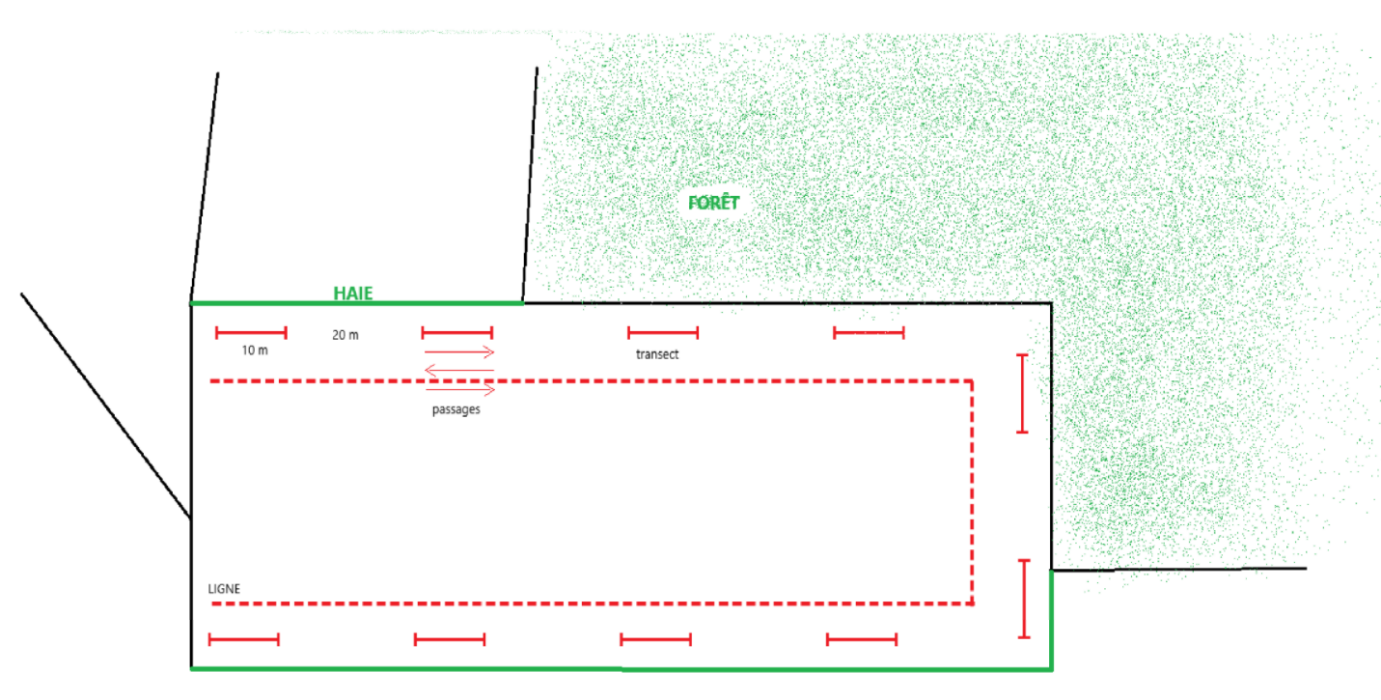 FORÊT
HAIE
20 m
10 m
transect
passages
LIGNE